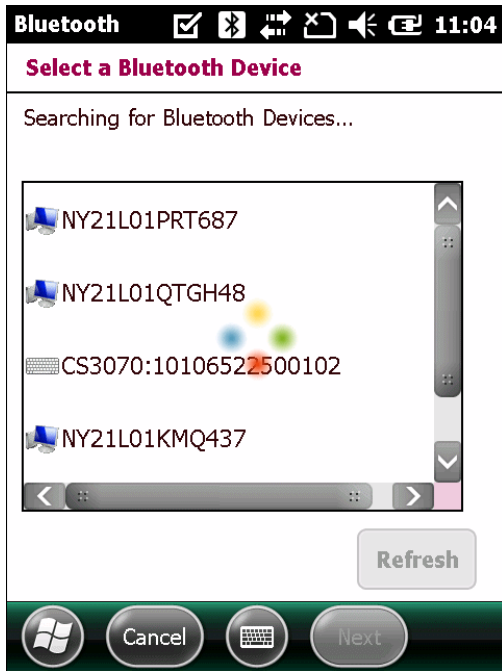 Bluetooth 11:04
Select a Bluetooth Device
Searching for Bluetooth Devices...
NY21L01PRT687
NY21L01QTGH48
CS3070:10106522500102
NY21L01KMQ437
Refresh
Cancel Next